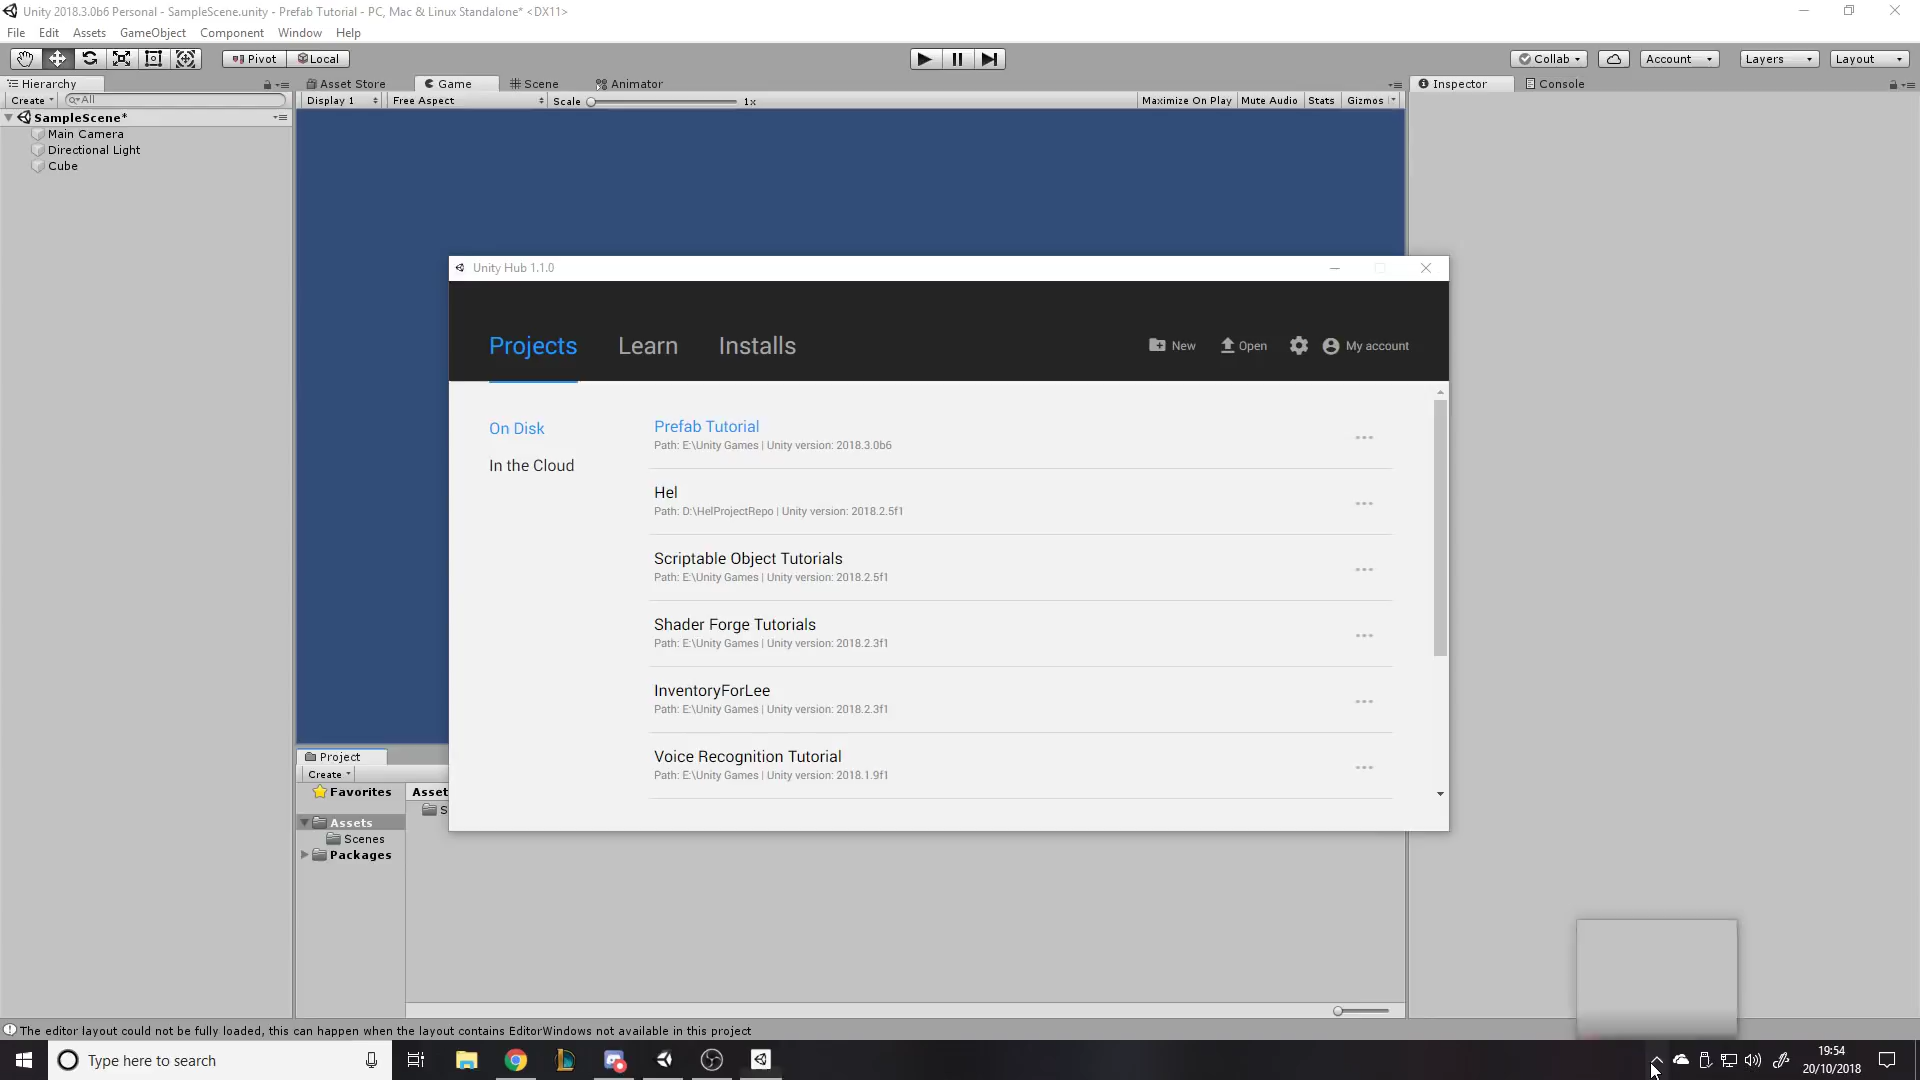 Unity 2018.3.0b6 Personal - SampleScene.unity - Prefab Tutorial - PC, Mac & Linux Standalone* <DX11>
File Edit Assets GameObject Component Window Help
Pivot Local Collab Account Layers Layout
Hierarchy Asset Store Game Scene Animator Inspector Console
Create All Display 1 Free Aspect Scale 1x Maximize On Play Mute Audio Stats Gizmos
SampleScene*
Main Camera
Directional Light
Cube
Unity Hub 1.1.0
Projects Learn Installs New Open My account
On Disk
In the Cloud
Prefab Tutorial
Path: E:\Unity Games | Unity version: 2018.3.0b6
Hel
Path: D:\HelProjectRepo | Unity version: 2018.2.5f1
Scriptable Object Tutorials
Path: E:\Unity Games | Unity version: 2018.2.5f1
Shader Forge Tutorials
Path: E:\Unity Games | Unity version: 2018.2.3f1
InventoryForLee
Path: E:\Unity Games | Unity version: 2018.2.3f1
Voice Recognition Tutorial
Path: E:\Unity Games | Unity version: 2018.1.9f1
Project
Create
Favorites Asset
S
Assets
Scenes
Packages
The editor layout could not be fully loaded, this can happen when the layout contains EditorWindows not available in this project
Type here to search
19:54
20/10/2018